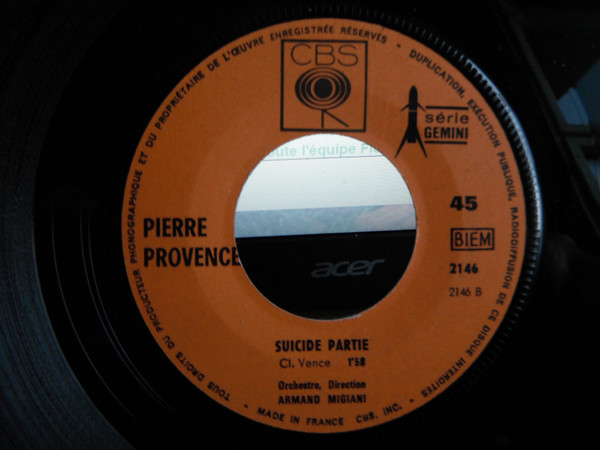 TOUS DROITS DU PRODUCTEUR PHONOGRAPHIQUE ET DU PROPRIÉTAIRE DE L'ŒUVRE ENREGISTRÉE RÉSERVÉS - DUPLICATION, EXÉCUTION PUBLIQUE, RADIODIFFUSION DE CE DISQUE INTERDITES
CBS
série
GEMINI
l'équipe
PIERRE
PROVENCE
45
BIEM
2146
2146 B
acer
SUICIDE PARTIE
Cl. Vence 1'58
Orchestre, Direction
ARMAND MIGIANI
- MADE IN FRANCE CBS, INC. -